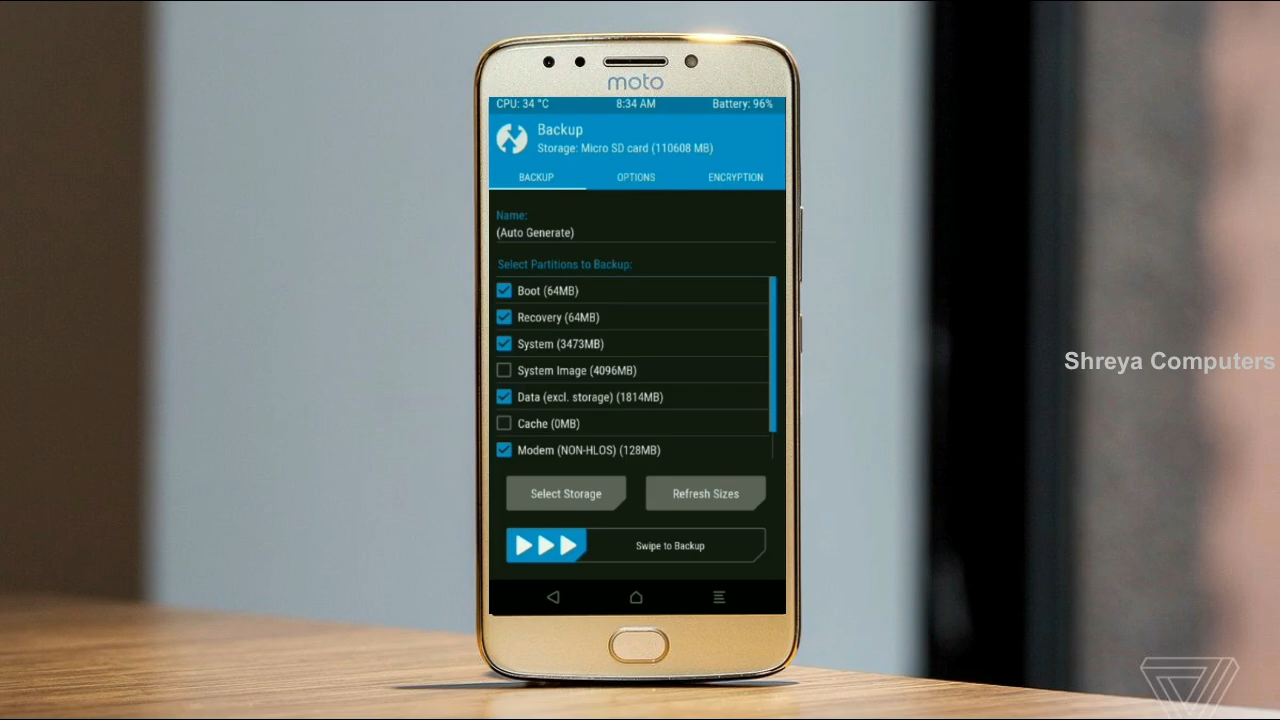 moto
CPU: 34 °C 8:34 AM Battery: 96%
Backup
Storage: Micro SD card (110608 MB)
BACKUP OPTIONS ENCRYPTION
Name:
(Auto Generate)
Select Partitions to Backup:
Boot (64MB)
Recovery (64MB)
System (3473MB)
System Image (4096MB)
Data (excl. storage) (1814MB)
Cache (0MB)
Modem (NON-HLOS) (128MB)
Select Storage Refresh Sizes
Swipe to Backup
Shreya Computers